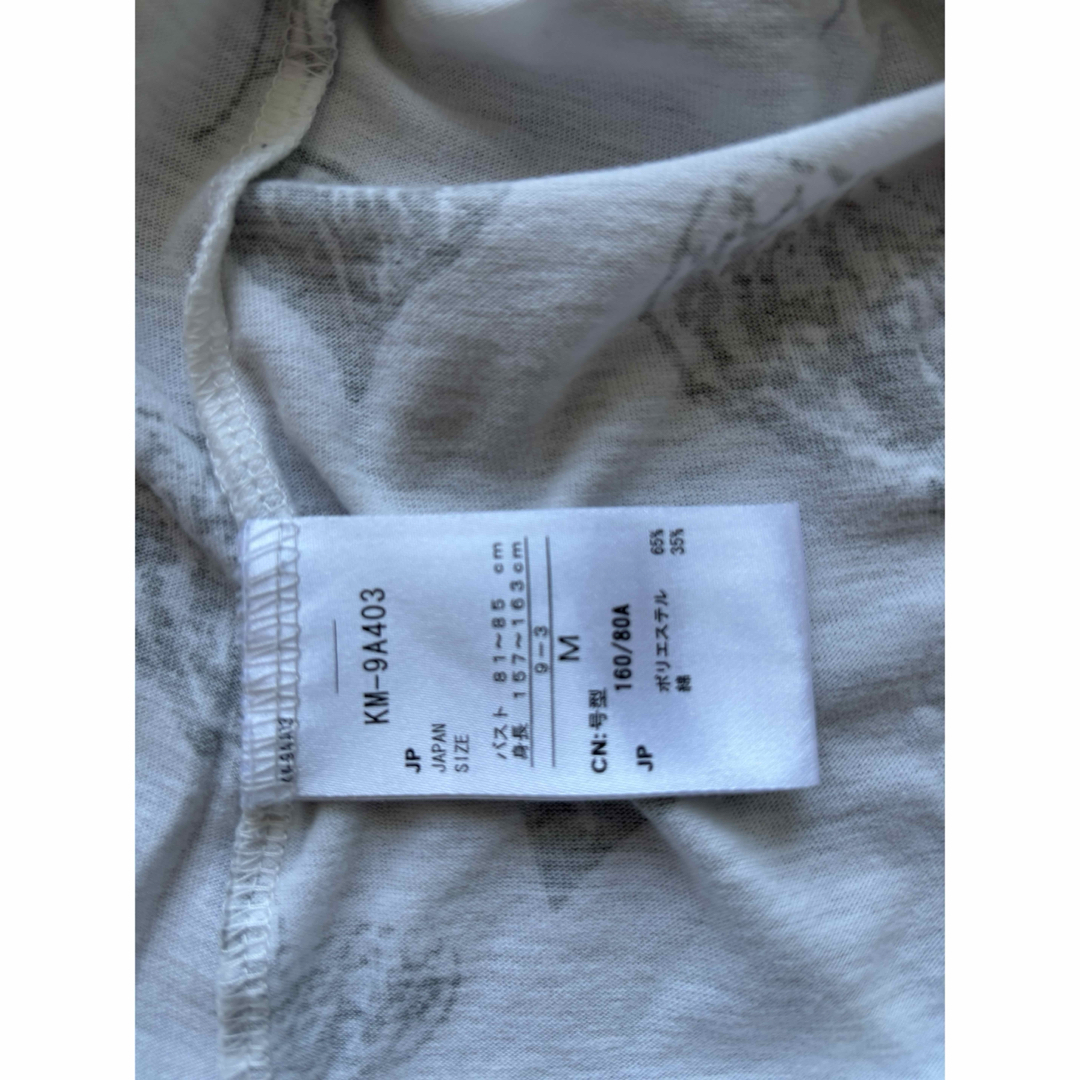 KM-9A403
JP
JAPAN
SIZE
バスト 81～85 cm
身長 157～163cm
9-3
M
CN:号型
160/80A
JP
ポリエステル 65%
綿 35%